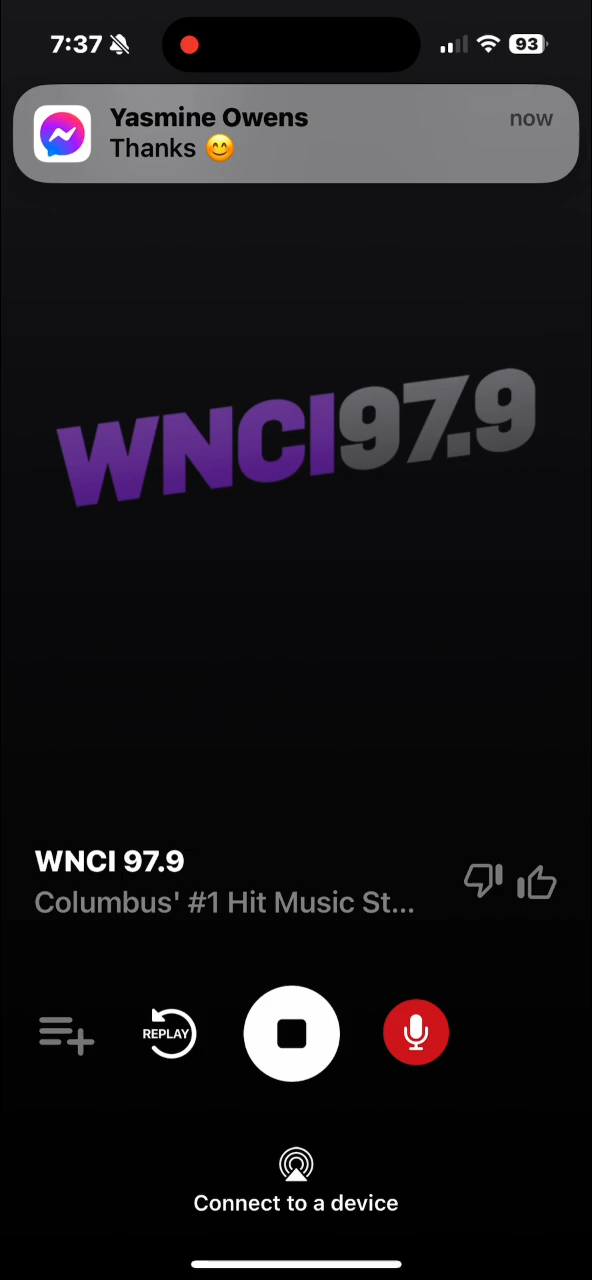 7:37
93
Yasmine Owens
now
Thanks 😊
WNCI97.9
WNCI 97.9
Columbus' #1 Hit Music St...
REPLAY
Connect to a device